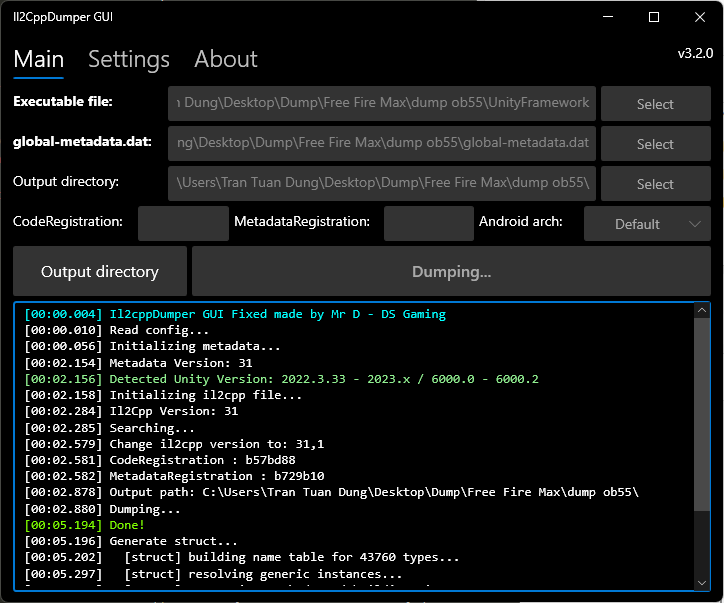 Il2CppDumper GUI
Main Settings About
v3.2.0
Executable file: ı Dung\Desktop\Dump\Free Fire Max\dump ob55\UnityFramework Select
global-metadata.dat: ng\Desktop\Dump\Free Fire Max\dump ob55\global-metadata.dat Select
Output directory: \Users\Tran Tuan Dung\Desktop\Dump\Free Fire Max\dump ob55\ Select
CodeRegistration: MetadataRegistration: Android arch: Default
Output directory Dumping...
[00:00.004] Il2cppDumper GUI Fixed made by Mr D - DS Gaming
[00:00.010] Read config...
[00:00.056] Initializing metadata...
[00:02.154] Metadata Version: 31
[00:02.156] Detected Unity Version: 2022.3.33 - 2023.x / 6000.0 - 6000.2
[00:02.158] Initializing il2cpp file...
[00:02.284] Il2Cpp Version: 31
[00:02.285] Searching...
[00:02.579] Change il2cpp version to: 31,1
[00:02.581] CodeRegistration : b57bd88
[00:02.582] MetadataRegistration : b729b10
[00:02.878] Output path: C:\Users\Tran Tuan Dung\Desktop\Dump\Free Fire Max\dump ob55\
[00:02.880] Dumping...
[00:05.194] Done!
[00:05.196] Generate struct...
[00:05.202] [struct] building name table for 43760 types...
[00:05.297] [struct] resolving generic instances...